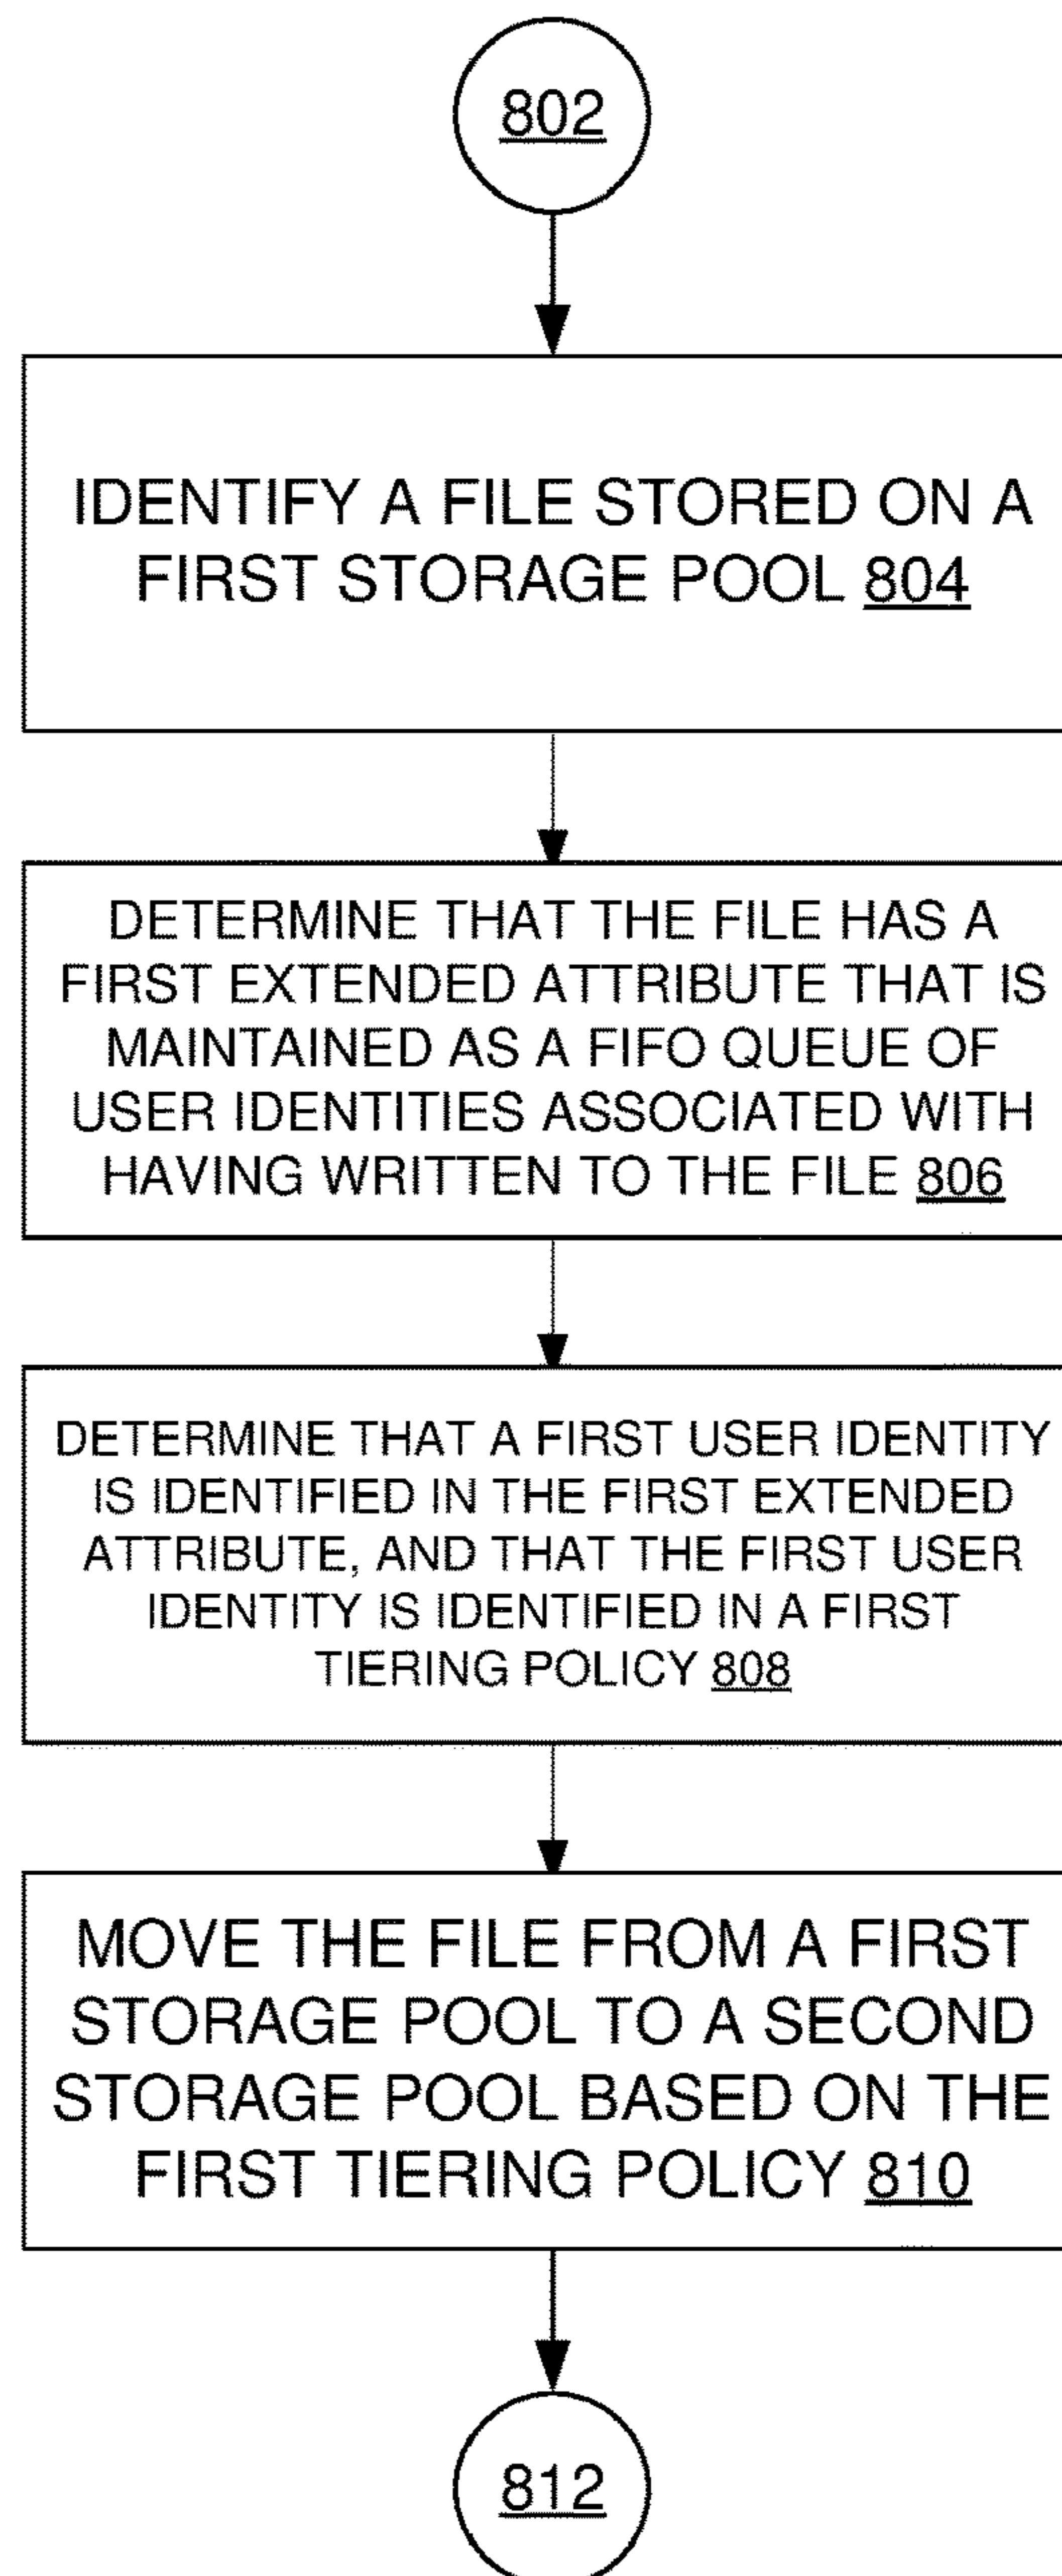 802
IDENTIFY A FILE STORED ON A
FIRST STORAGE POOL 804
DETERMINE THAT THE FILE HAS A
FIRST EXTENDED ATTRIBUTE THAT IS
MAINTAINED AS A FIFO QUEUE OF
USER IDENTITIES ASSOCIATED WITH
HAVING WRITTEN TO THE FILE 806
DETERMINE THAT A FIRST USER IDENTITY
IS IDENTIFIED IN THE FIRST EXTENDED
ATTRIBUTE, AND THAT THE FIRST USER
IDENTITY IS IDENTIFIED IN A FIRST
TIERING POLICY 808
MOVE THE FILE FROM A FIRST
STORAGE POOL TO A SECOND
STORAGE POOL BASED ON THE
FIRST TIERING POLICY 810
812